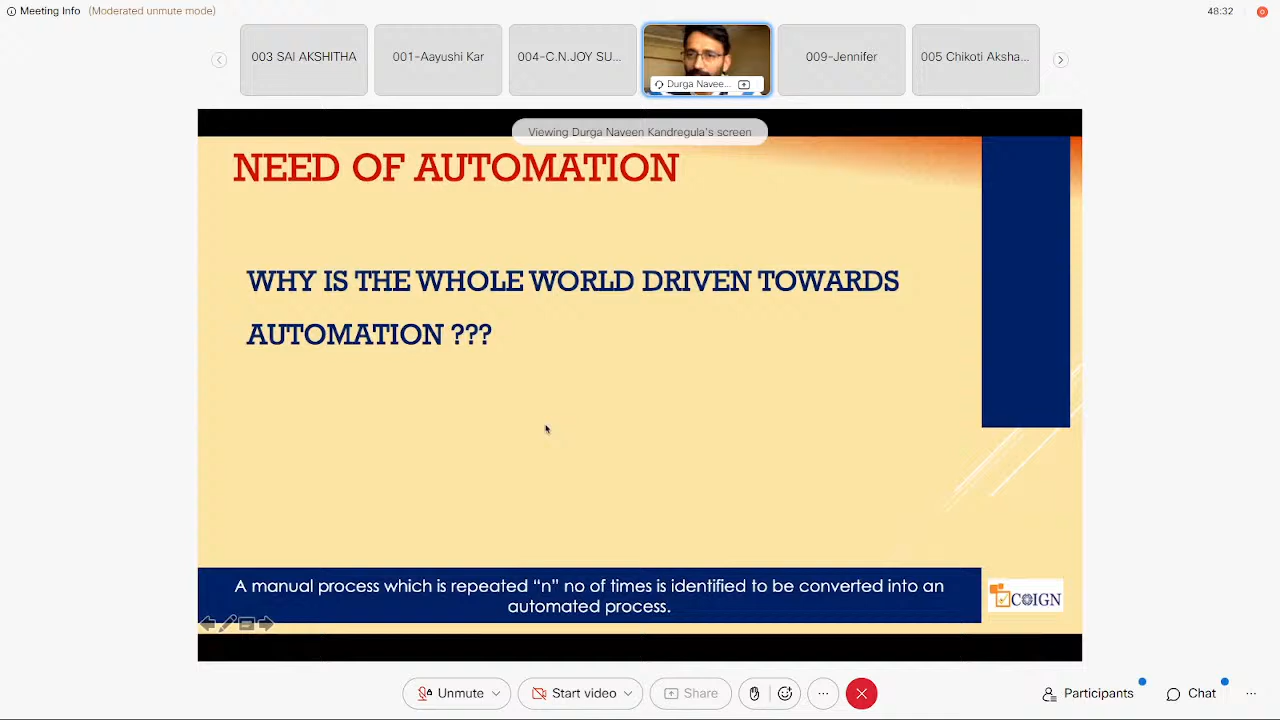 Meeting Info (Moderated unmute mode)
48:32
003 SAI AKSHITHA
001-Aayushi Kar
004-C.N.JOY SU...
Durga Navee...
009-Jennifer
005 Chikoti Aksha...
Viewing Durga Naveen Kandregula's screen
NEED OF AUTOMATION
WHY IS THE WHOLE WORLD DRIVEN TOWARDS
AUTOMATION ???
A manual process which is repeated “n” no of times is identified to be converted into an
automated process.
COIGN
Unmute
Start video
Share
Participants
Chat